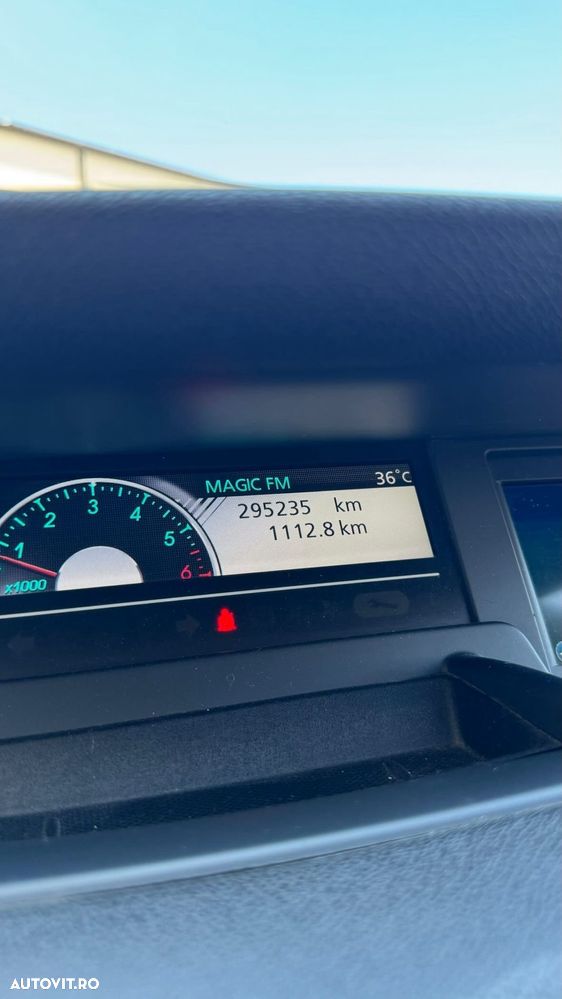 MAGIC FM 36°C
295235 km
1112.8 km
1 2 3 4 5 6
x1000
AUTOVIT.RO